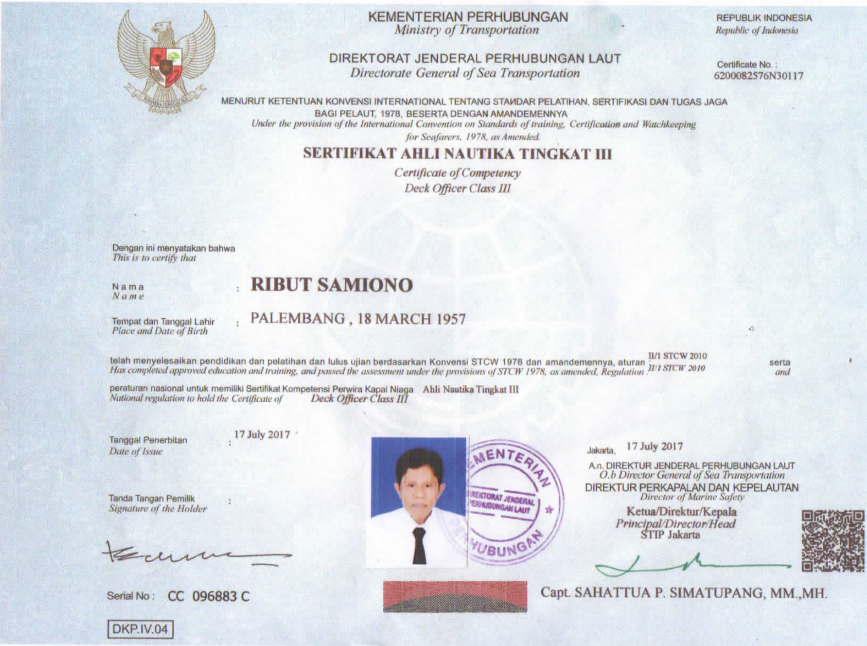 KEMENTERIAN PERHUBUNGAN
Ministry of Transportation
REPUBLIK INDONESIA
Republic of Indonesia
DIREKTORAT JENDERAL PERHUBUNGAN LAUT
Directorate General of Sea Transportation
Certificate No. :
6200082576N30117
MENURUT KETENTUAN KONVENSI INTERNATIONAL TENTANG STANDAR PELATIHAN, SERTIFIKASI DAN TUGAS JAGA
BAGI PELAUT, 1978, BESERTA DENGAN AMANDEMENNYA
Under the provision of the International Convention on Standards of training, Certification and Watchkeeping
for Seafarers, 1978, as Amended.
SERTIFIKAT AHLI NAUTIKA TINGKAT III
Certificate of Competency
Deck Officer Class III
Dengan ini menyatakan bahwa
This is to certify that
Nama : RIBUT SAMIONO
Name
Tempat dan Tanggal Lahir : PALEMBANG , 18 MARCH 1957
Place and Date of Birth
telah menyelesaikan pendidikan dan pelatihan dan lulus ujian berdasarkan Konvensi STCW 1978 dan amandemennya, aturan II/1 STCW 2010 serta
Has completed approved education and training, and passed the assessment under the provisions of STCW 1978, as amended, Regulation : II/1 STCW 2010 and
peraturan nasional untuk memiliki Sertifikat Kompetensi Perwira Kapal Niaga Ahli Nautika Tingkat III
National regulation to hold the Certificate of Deck Officer Class III
Tanggal Penerbitan : 17 July 2017
Date of Issue
Jakarta, 17 July 2017
A.n. DIREKTUR JENDERAL PERHUBUNGAN LAUT
O.b Director General of Sea Transportation
DIREKTUR PERKAPALAN DAN KEPELAUTAN
Director of Marine Safety
Ketua/Direktur/Kepala
Principal/Director/Head
STIP Jakarta
Tanda Tangan Pemilik :
Signature of the Holder
KEMENTERIAN
DIREKTORAT JENDERAL
PERHUBUNGAN LAUT
PERHUBUNGAN
Serial No : CC 096883 C
Capt. SAHATTUA P. SIMATUPANG, MM.,MH.
DKP.IV.04